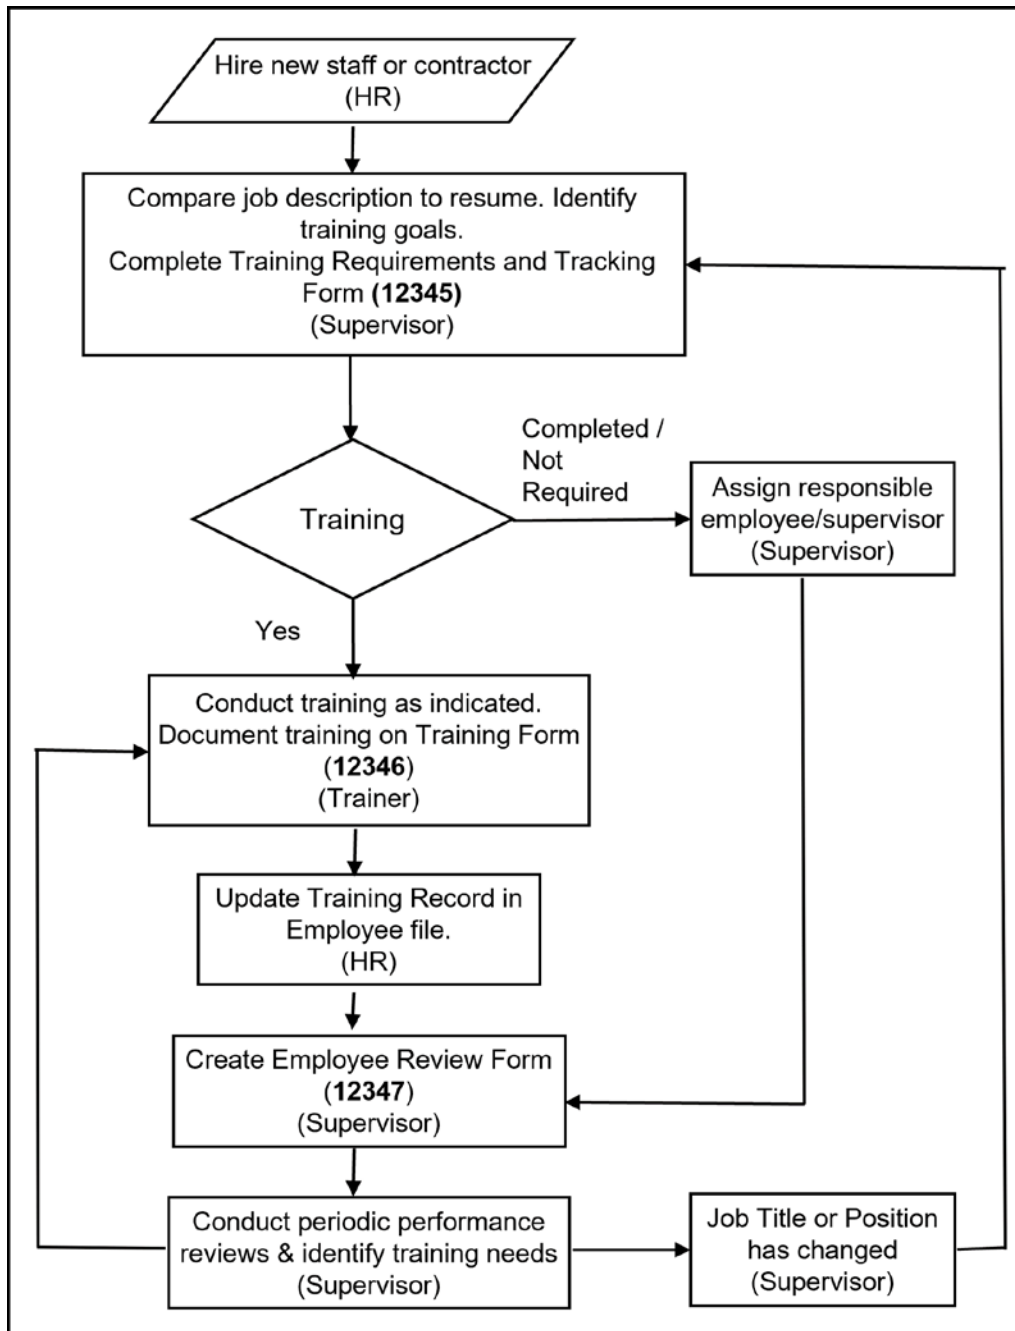 Hire new staff or contractor
(HR)
Compare job description to resume. Identify
training goals.
Complete Training Requirements and Tracking
Form (12345)
(Supervisor)
Training
Completed /
Not
Required
Assign responsible
employee/supervisor
(Supervisor)
Yes
Conduct training as indicated.
Document training on Training Form
(12346)
(Trainer)
Update Training Record in
Employee file.
(HR)
Create Employee Review Form
(12347)
(Supervisor)
Conduct periodic performance
reviews & identify training needs
(Supervisor)
Job Title or Position
has changed
(Supervisor)